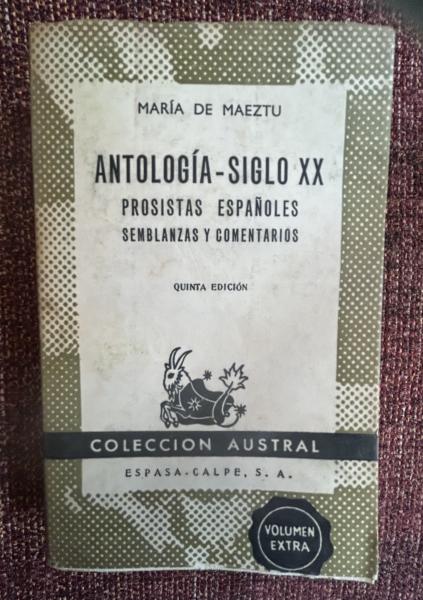 MARÍA DE MAEZTU
ANTOLOGÍA-SIGLO XX
PROSISTAS ESPAÑOLES
SEMBLANZAS Y COMENTARIOS
QUINTA EDICIÓN
COLECCION AUSTRAL
ESPASA-CALPE, S. A.
VOLUMEN
EXTRA